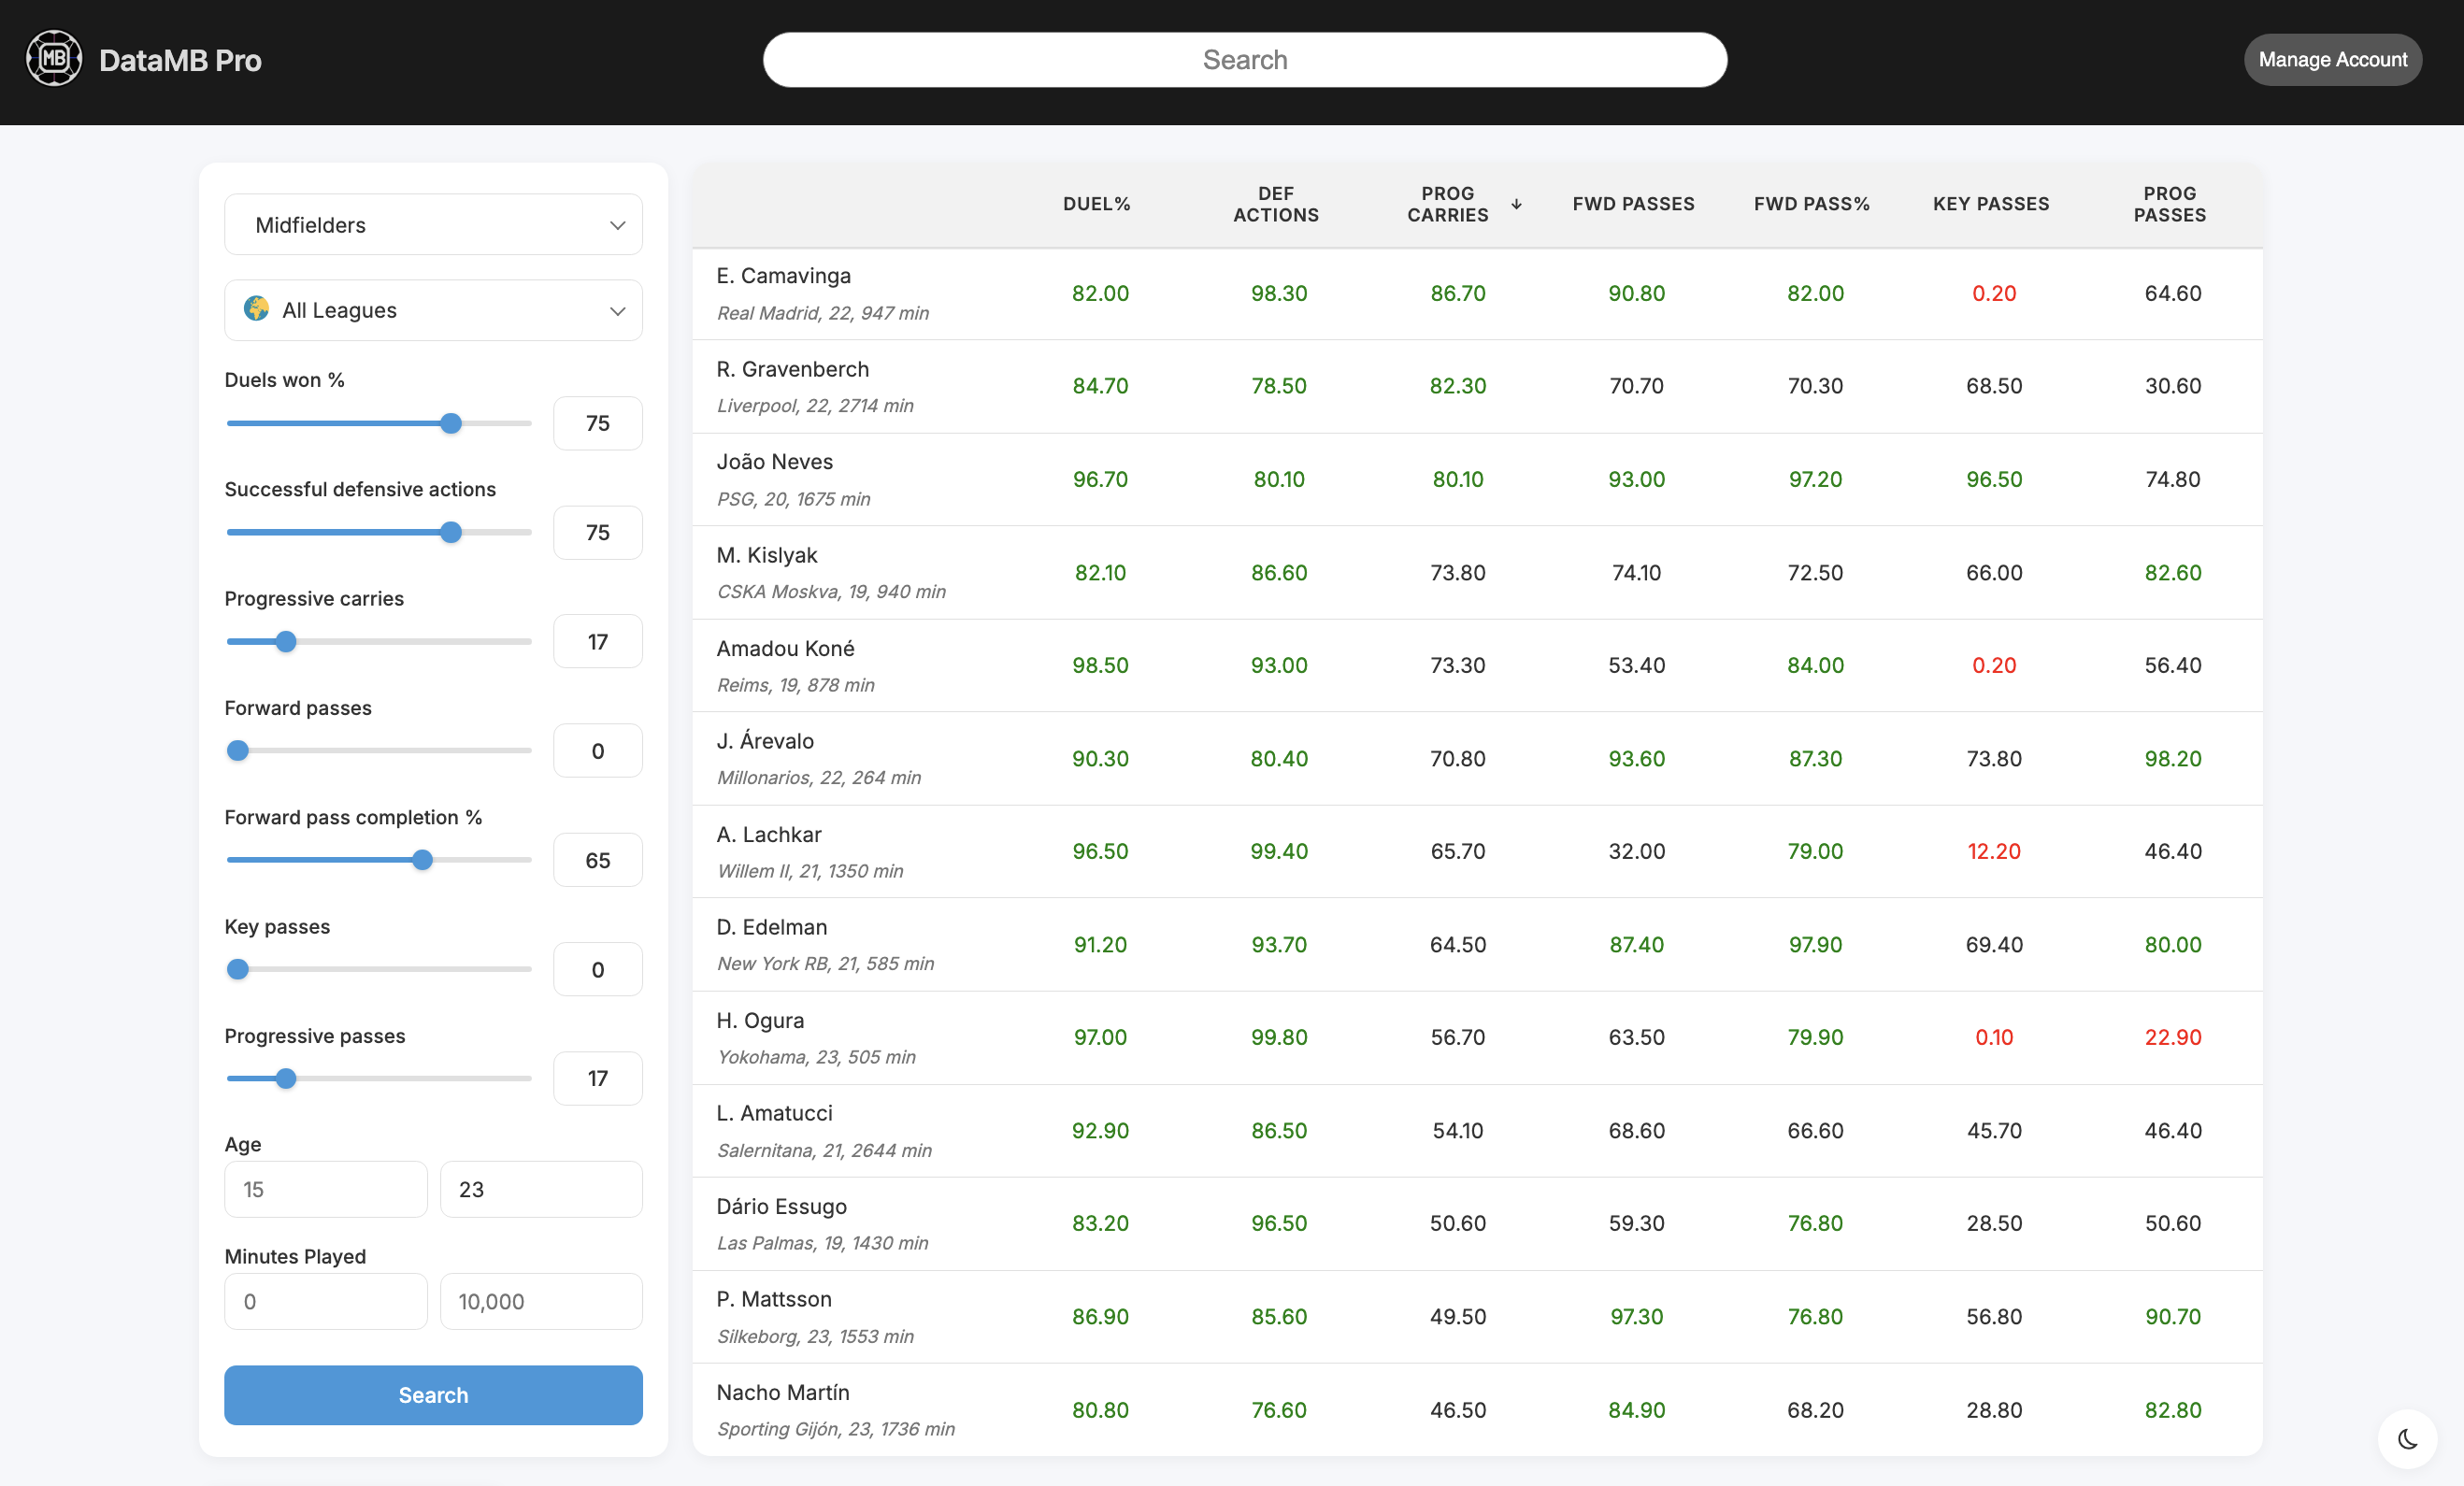 MB
DataMB Pro
Search
Manage Account
Midfielders
All Leagues
Duels won %
75
Successful defensive actions
75
Progressive carries
17
Forward passes
0
Forward pass completion %
65
Key passes
0
Progressive passes
17
Age
15 23
Minutes Played
0 10,000
Search
DUEL% DEF ACTIONS PROG CARRIES ↓ FWD PASSES FWD PASS% KEY PASSES PROG PASSES
E. Camavinga
Real Madrid, 22, 947 min
82.00 98.30 86.70 90.80 82.00 0.20 64.60
R. Gravenberch
Liverpool, 22, 2714 min
84.70 78.50 82.30 70.70 70.30 68.50 30.60
João Neves
PSG, 20, 1675 min
96.70 80.10 80.10 93.00 97.20 96.50 74.80
M. Kislyak
CSKA Moskva, 19, 940 min
82.10 86.60 73.80 74.10 72.50 66.00 82.60
Amadou Koné
Reims, 19, 878 min
98.50 93.00 73.30 53.40 84.00 0.20 56.40
J. Árevalo
Millonarios, 22, 264 min
90.30 80.40 70.80 93.60 87.30 73.80 98.20
A. Lachkar
Willem II, 21, 1350 min
96.50 99.40 65.70 32.00 79.00 12.20 46.40
D. Edelman
New York RB, 21, 585 min
91.20 93.70 64.50 87.40 97.90 69.40 80.00
H. Ogura
Yokohama, 23, 505 min
97.00 99.80 56.70 63.50 79.90 0.10 22.90
L. Amatucci
Salernitana, 21, 2644 min
92.90 86.50 54.10 68.60 66.60 45.70 46.40
Dário Essugo
Las Palmas, 19, 1430 min
83.20 96.50 50.60 59.30 76.80 28.50 50.60
P. Mattsson
Silkeborg, 23, 1553 min
86.90 85.60 49.50 97.30 76.80 56.80 90.70
Nacho Martín
Sporting Gijón, 23, 1736 min
80.80 76.60 46.50 84.90 68.20 28.80 82.80